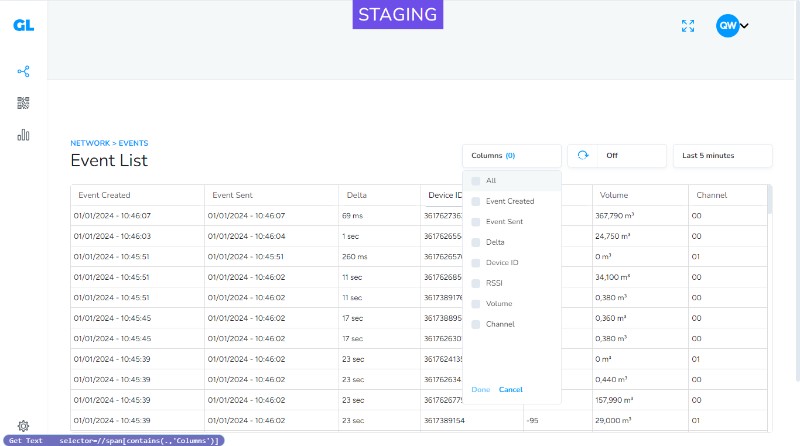 STAGING
GL
QW
NETWORK > EVENTS
Event List
Columns (0)
Off
Last 5 minutes
All
Event Created
Event Sent
Delta
Device ID
RSSI
Volume
Channel
Done Cancel
Event Created Event Sent Delta Device ID Volume Channel
01/01/2024 - 10:46:07 01/01/2024 - 10:46:07 69 ms 367,790 m³ 00
01/01/2024 - 10:46:03 01/01/2024 - 10:46:04 1 sec 24,750 m³ 00
01/01/2024 - 10:45:51 01/01/2024 - 10:45:51 260 ms 0 m³ 01
01/01/2024 - 10:45:51 01/01/2024 - 10:46:02 11 sec 34,100 m³ 00
01/01/2024 - 10:45:51 01/01/2024 - 10:46:02 11 sec 0,380 m³ 00
01/01/2024 - 10:45:45 01/01/2024 - 10:46:02 17 sec 0,360 m³ 00
01/01/2024 - 10:45:45 01/01/2024 - 10:46:02 17 sec 0,380 m³ 00
01/01/2024 - 10:45:39 01/01/2024 - 10:46:02 23 sec 0 m³ 01
01/01/2024 - 10:45:39 01/01/2024 - 10:46:02 23 sec 0,440 m³ 00
01/01/2024 - 10:45:39 01/01/2024 - 10:46:02 23 sec 157,990 m³ 00
01/01/2024 - 10:45:39 01/01/2024 - 10:46:02 23 sec 3617389154 -95 29,000 m³ 01
Get Text selector=//span[contains(.,'Columns')]